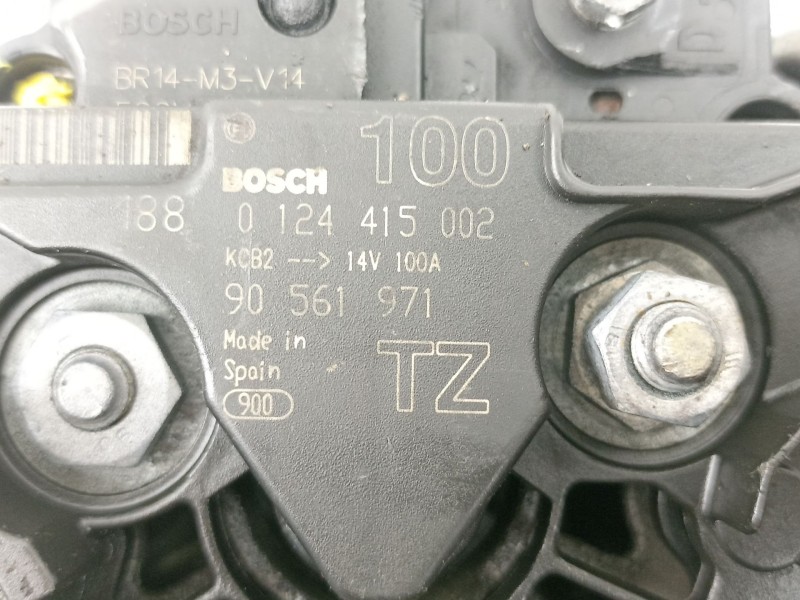 BOSCH
BR14-M3-V14
100
BOSCH
188 0 124 415 002
KCB2 --> 14V 100A
90 561 971
Made in
Spain
TZ
900